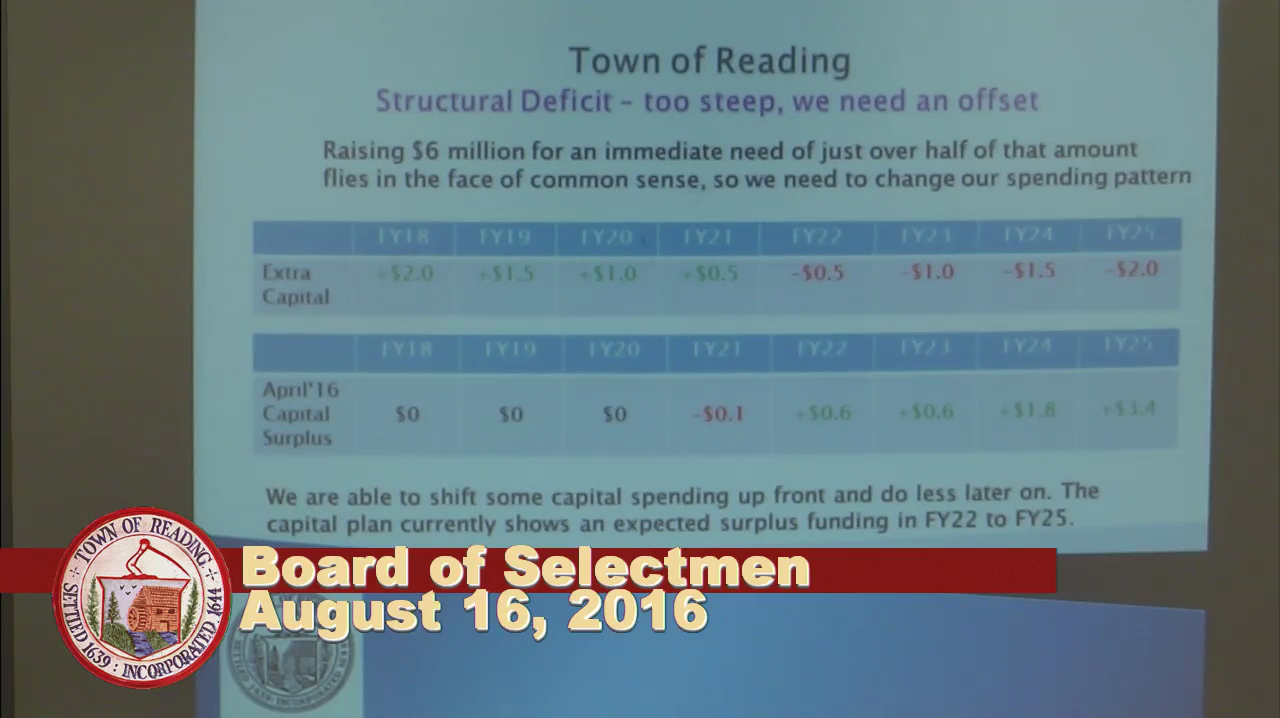 Town of Reading
Structural Deficit – too steep, we need an offset
Raising $6 million for an immediate need of just over half of that amount
flies in the face of common sense, so we need to change our spending pattern
FY18 FY19 FY20 FY21 FY22 FY23 FY24 FY25
Extra Capital +$2.0 +$1.5 +$1.0 +$0.5 -$0.5 -$1.0 -$1.5 -$2.0
FY18 FY19 FY20 FY21 FY22 FY23 FY24 FY25
April'16 Capital Surplus $0 $0 $0 -$0.1 +$0.6 +$0.6 +$1.8 +$3.4
We are able to shift some capital spending up front and do less later on. The
capital plan currently shows an expected surplus funding in FY22 to FY25.
TOWN OF READING
SETTLED 1639 : INCORPORATED 1644
Board of Selectmen
August 16, 2016